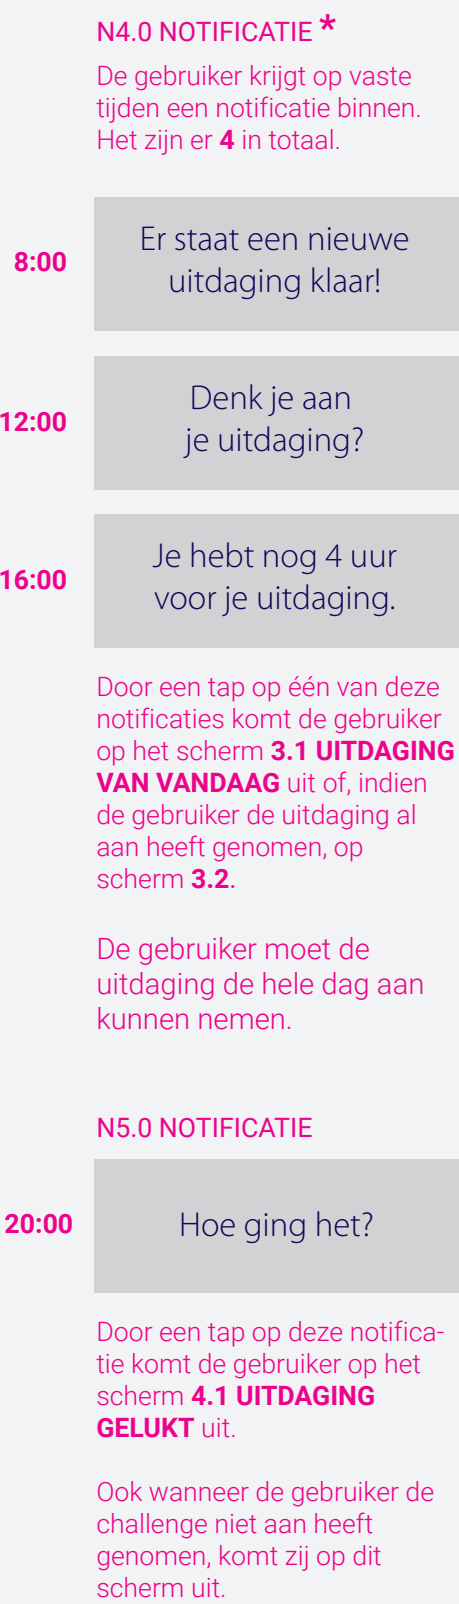 N4.0 NOTIFICATIE *
De gebruiker krijgt op vaste
tijden een notificatie binnen.
Het zijn er 4 in totaal.
8:00
Er staat een nieuwe
uitdaging klaar!
12:00
Denk je aan
je uitdaging?
16:00
Je hebt nog 4 uur
voor je uitdaging.
Door een tap op één van deze
notificaties komt de gebruiker
op het scherm 3.1 UITDAGING
VAN VANDAAG uit of, indien
de gebruiker de uitdaging al
aan heeft genomen, op
scherm 3.2.
De gebruiker moet de
uitdaging de hele dag aan
kunnen nemen.
N5.0 NOTIFICATIE
20:00
Hoe ging het?
Door een tap op deze notifica-
tie komt de gebruiker op het
scherm 4.1 UITDAGING
GELUKT uit.
Ook wanneer de gebruiker de
challenge niet aan heeft
genomen, komt zij op dit
scherm uit.